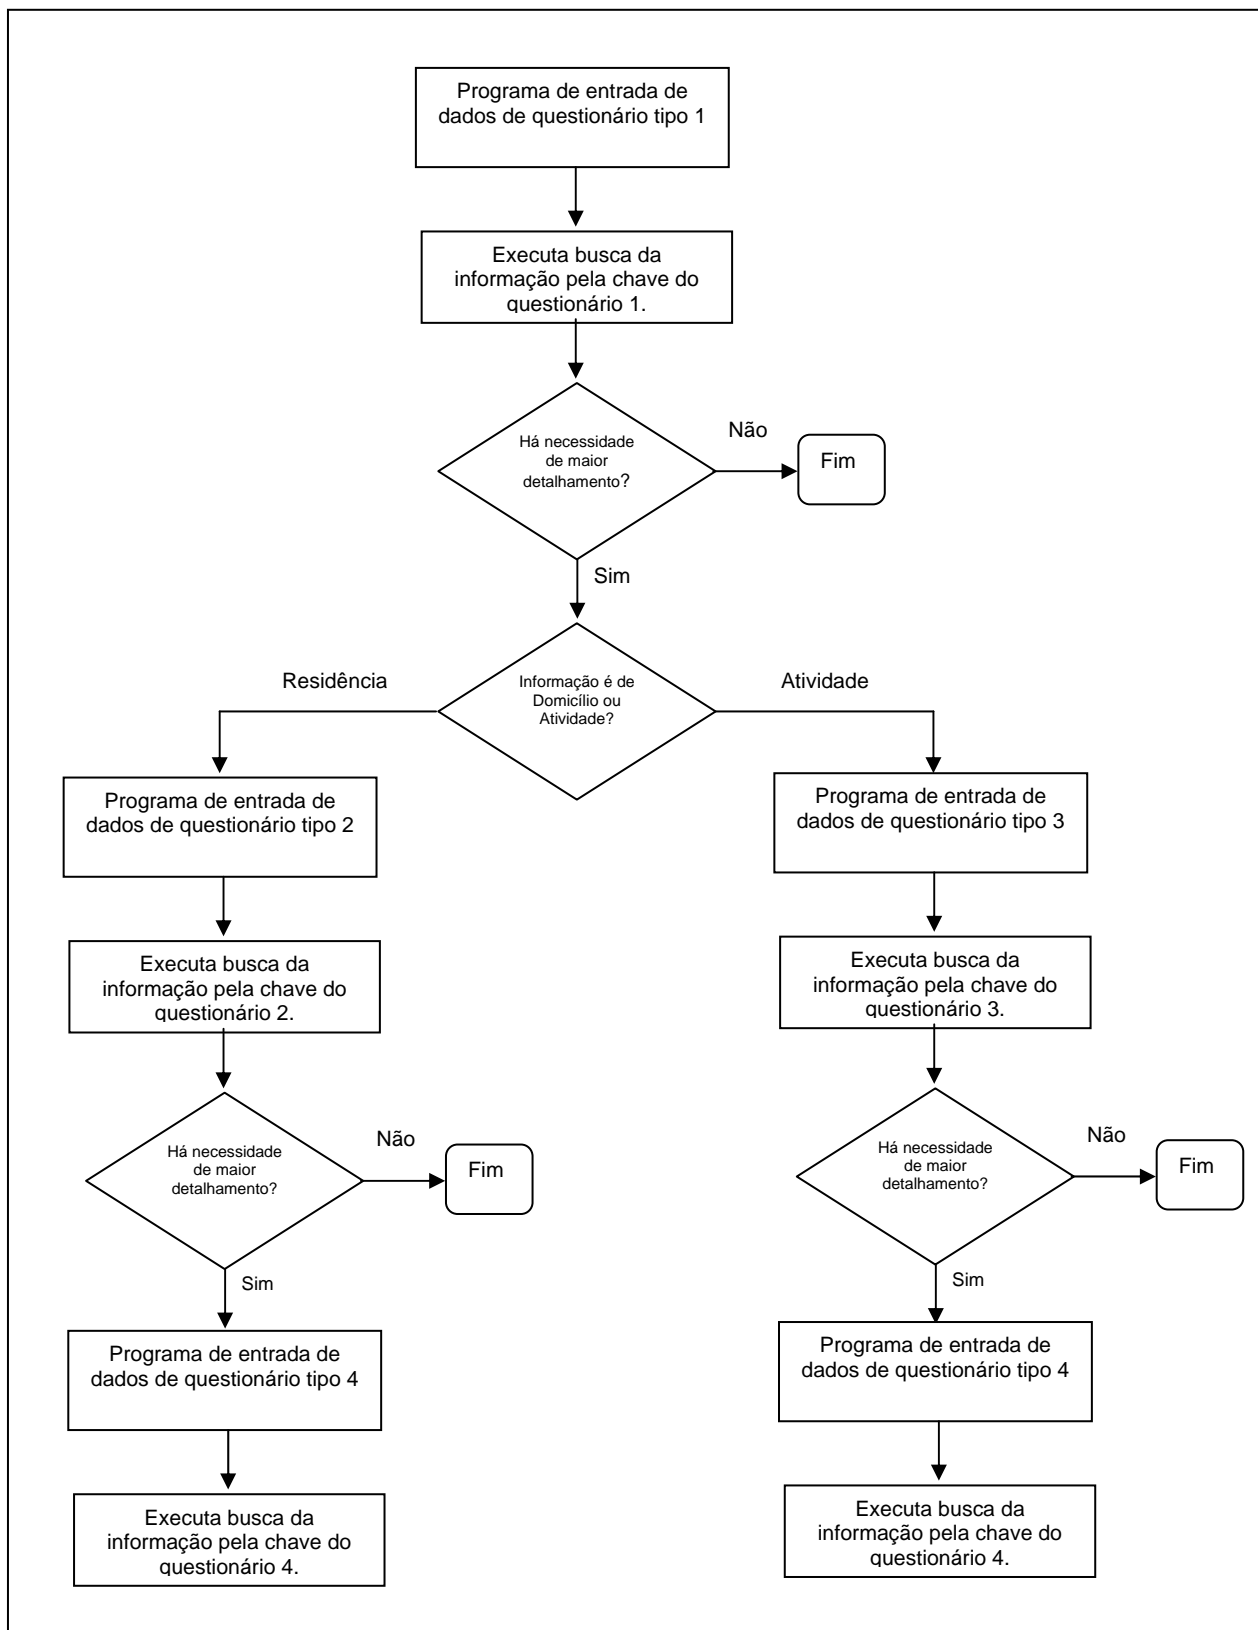 Programa de entrada de
dados de questionário tipo 1
Executa busca da
informação pela chave do
questionário 1.
Há necessidade
de maior
detalhamento?
Não
Fim
Sim
Informação é de
Domicílio ou
Atividade?
Residência
Atividade
Programa de entrada de
dados de questionário tipo 2
Executa busca da
informação pela chave do
questionário 2.
Há necessidade
de maior
detalhamento?
Não
Fim
Sim
Programa de entrada de
dados de questionário tipo 4
Executa busca da
informação pela chave do
questionário 4.
Programa de entrada de
dados de questionário tipo 3
Executa busca da
informação pela chave do
questionário 3.
Há necessidade
de maior
detalhamento?
Não
Fim
Sim
Programa de entrada de
dados de questionário tipo 4
Executa busca da
informação pela chave do
questionário 4.